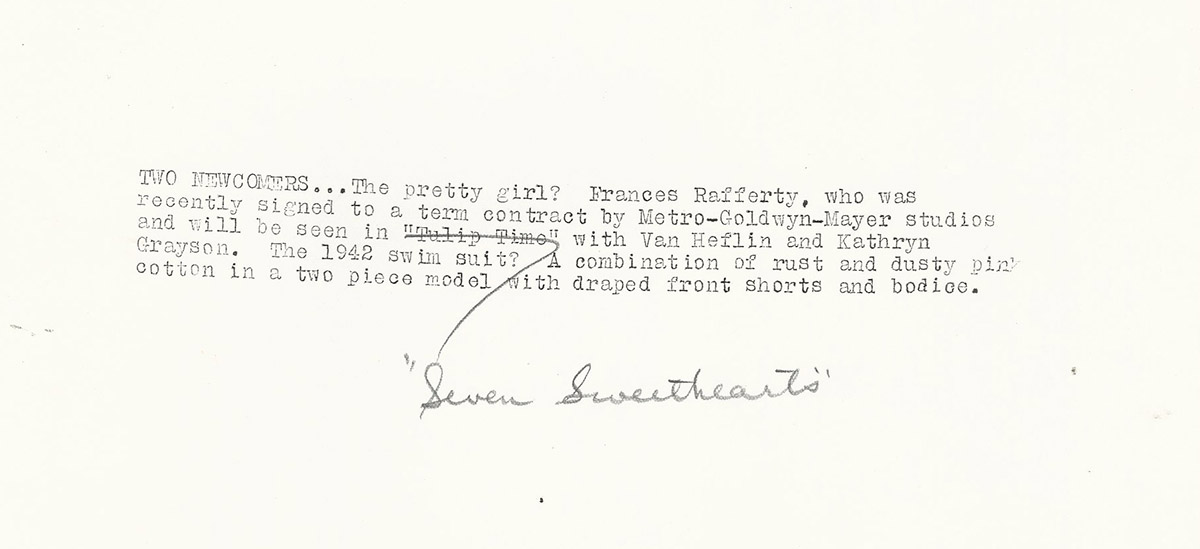 TWO NEWCOMERS...The pretty girl?  Frances Rafferty, who was
recently signed to a term contract by Metro-Goldwyn-Mayer studios
and will be seen in "Tulip Time" with Van Heflin and Kathryn
Grayson.  The 1942 swim suit?  A combination of rust and dusty pink
cotton in a two piece model with draped front shorts and bodice.
"Seven Sweethearts"